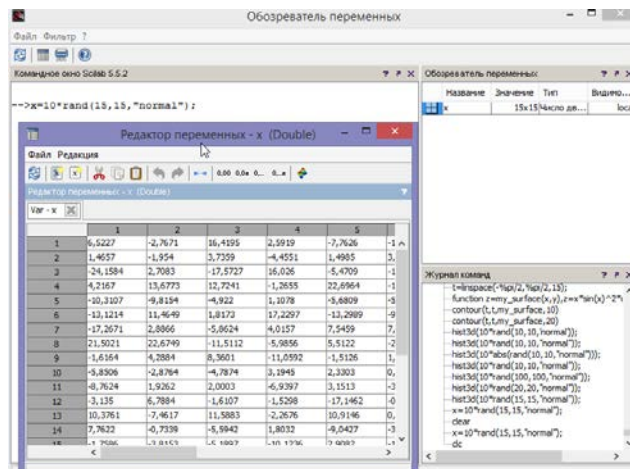 Обозреватель переменных
Файл Фильтр ?
Командное окно Scilab 5.5.2
-->x=10*rand(15,15,"normal");
Редактор переменных - x (Double)
Файл Редакция
Редактор переменных - x (Double)
Var - x
1 2 3 4 5
1 6,5227 -2,7671 16,4195 2,5919 -7,7626
2 1,4657 -1,954 3,7359 -4,4551 1,4985
3 -24,1584 2,7083 -17,5727 16,026 -5,4709
4 4,2167 13,6773 12,7241 -1,2655 22,6964
5 -10,3107 -9,8154 -4,922 1,1078 -5,6809
6 -13,1214 11,4649 1,8173 17,2297 -13,2989
7 -17,2671 2,8866 -5,8624 4,0157 7,5459
8 21,5021 22,6749 -11,5112 -5,9856 5,5122
9 -1,6164 4,2884 8,3601 -11,0592 -1,5126
10 -5,8506 -2,8764 -4,7874 3,1945 2,3303
11 -8,7624 1,9262 2,0003 -6,9397 3,1513
12 -3,135 6,7884 -1,6107 -1,5298 -17,1462
13 10,3761 -7,4617 11,5883 -2,2676 10,9146
14 7,7622 -0,7339 -5,5942 1,8032 -9,0427
Обозреватель переменных
Название Значение Тип Видимо...
x 15x15 Число дв... loca
Журнал команд
t=linspace(-%pi/2,%pi/2,15);
function z=my_surface(x,y),z=x*sin(x)^2*
contour(t,t,my_surface,10)
contour(t,t,my_surface,20)
hist3d(10*rand(10,10,'normal'));
hist3d(10*rand(10,10,"normal"));
hist3d(10*abs(rand(10,10,"normal")));
hist3d(10*rand(100,100,"normal"));
hist3d(10*rand(20,20,"normal"));
hist3d(10*rand(15,15,"normal"));
x=10*rand(15,15,"normal");
clear
x=10*rand(15,15,"normal");
clc